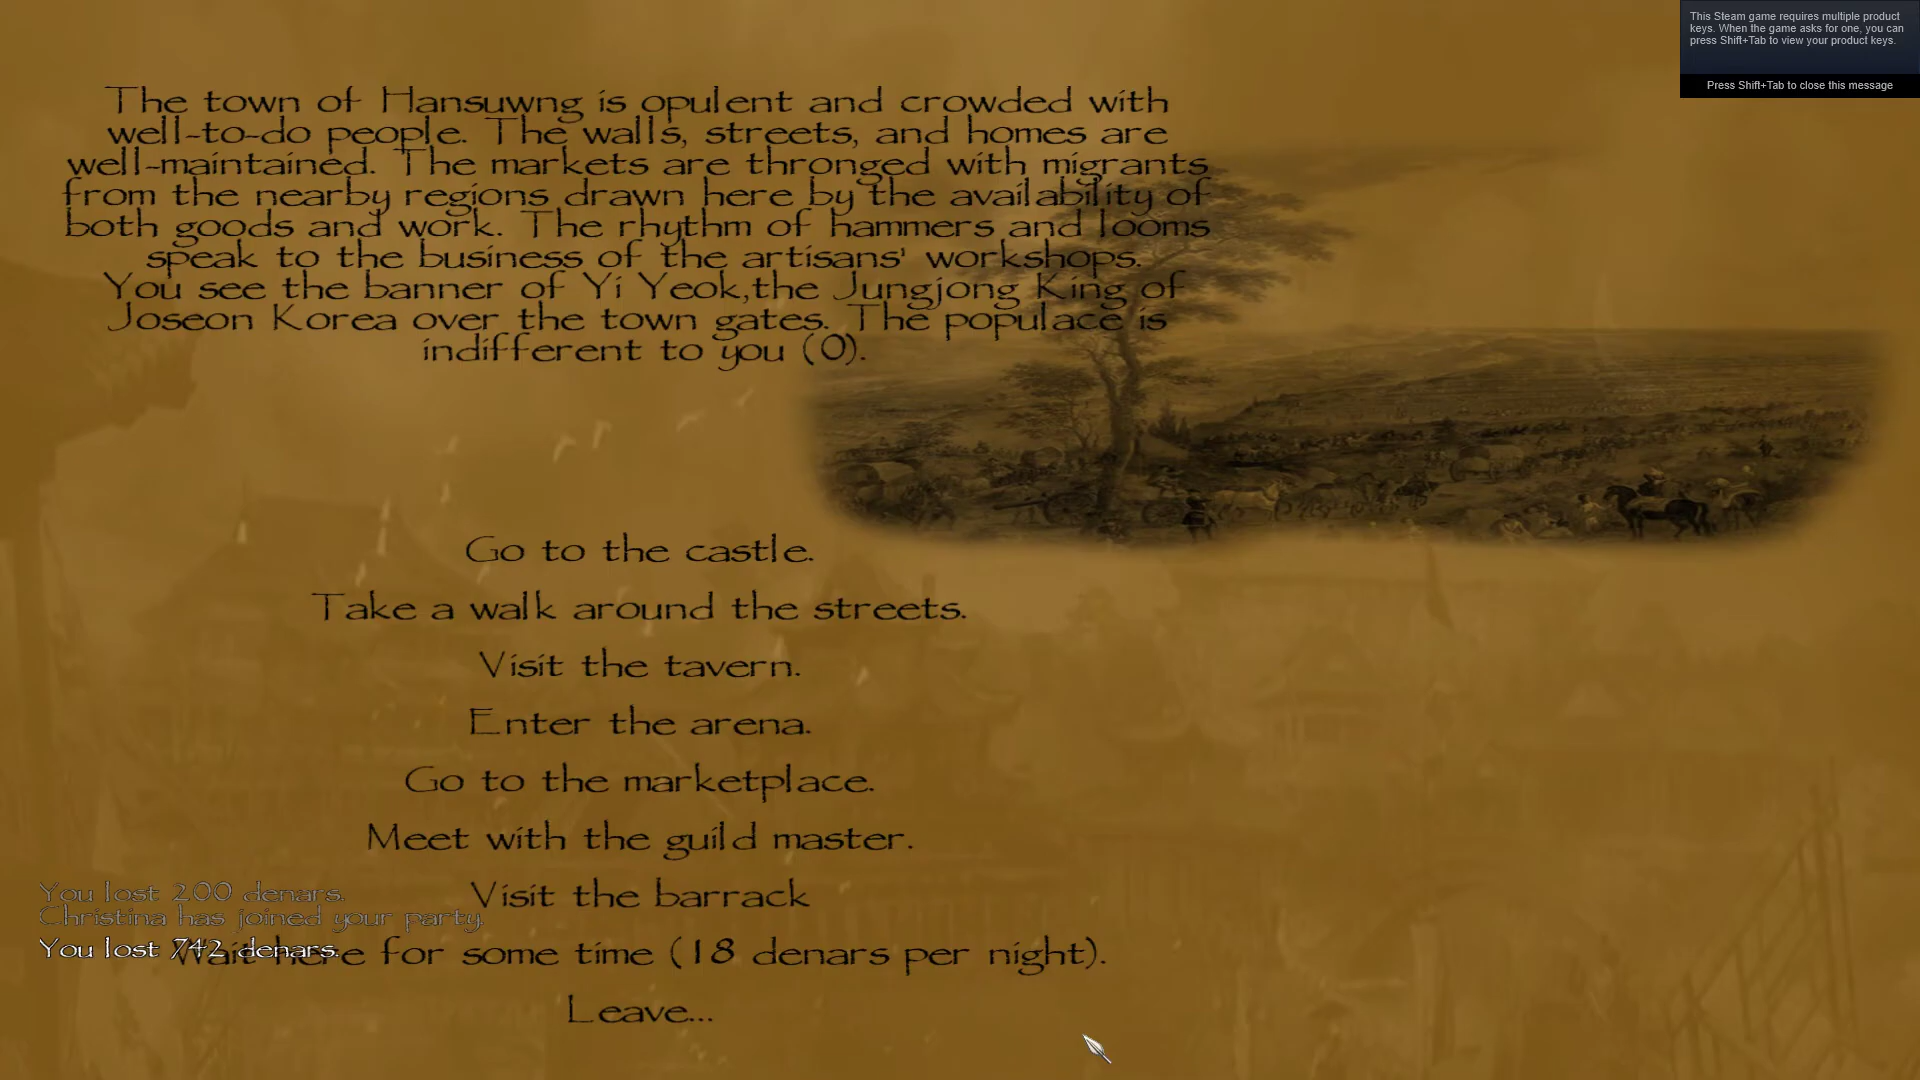 This Steam game requires multiple product
keys. When the game asks for one, you can
press Shift+Tab to view your product keys.
Press Shift+Tab to close this message
The town of Hansuwng is opulent and crowded with
well-to-do people. The walls, streets, and homes are
well-maintained. The markets are thronged with migrants
from the nearby regions drawn here by the availability of
both goods and work. The rhythm of hammers and looms
speak to the business of the artisans' workshops.
You see the banner of Yi Yeok,the Jungjong King of
Joseon Korea over the town gates. The populace is
indifferent to you (0).
Go to the castle.
Take a walk around the streets.
Visit the tavern.
Enter the arena.
Go to the marketplace.
Meet with the guild master.
Visit the barrack
Wait here for some time (18 denars per night).
Leave...
You lost 200 denars.
Christina has joined your party.
You lost 742 denars.